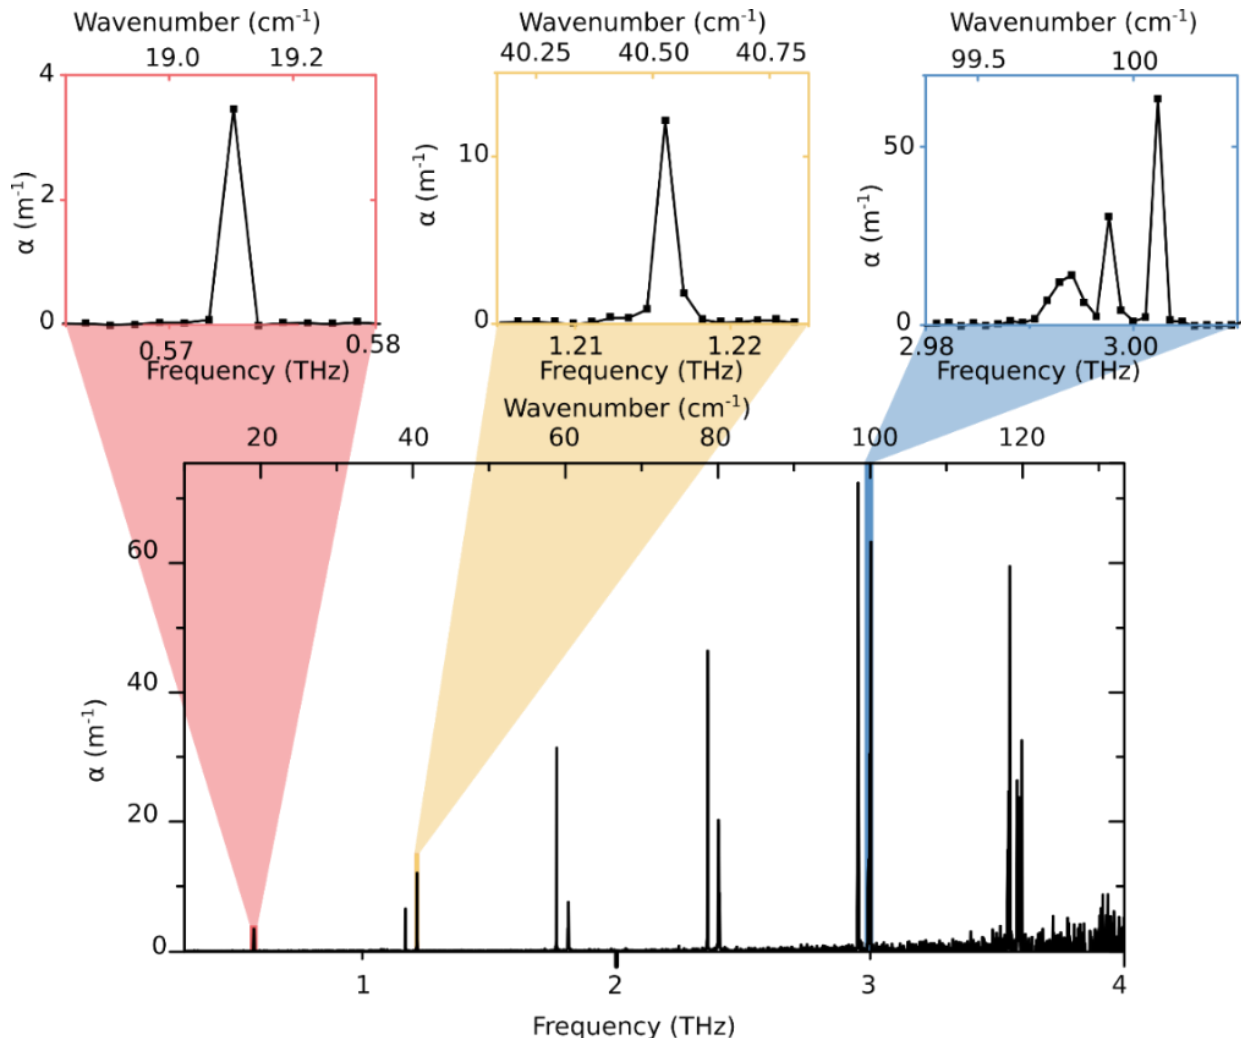 Wavenumber (cm⁻¹)
19.0 19.2
4
2
0
α (m⁻¹)
0.57 0.58
Frequency (THz)
Wavenumber (cm⁻¹)
40.25 40.50 40.75
10
0
α (m⁻¹)
1.21 1.22
Frequency (THz)
Wavenumber (cm⁻¹)
99.5 100
50
0
α (m⁻¹)
2.98 3.00
Frequency (THz)
Wavenumber (cm⁻¹)
20 40 60 80 100 120
60
40
20
0
α (m⁻¹)
1 2 3 4
Frequency (THz)